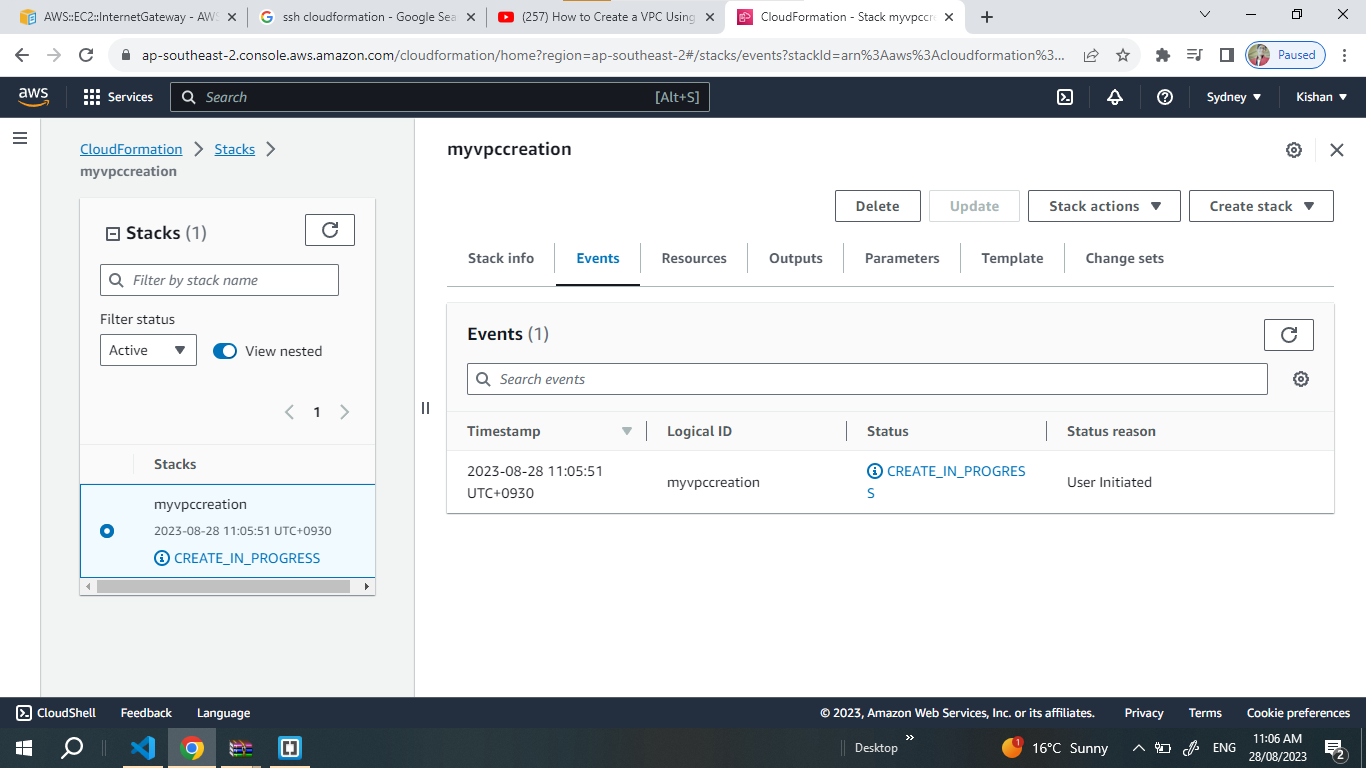 AWS::EC2::InternetGateway - AWS
ssh cloudformation - Google Sea
(257) How to Create a VPC Using
CloudFormation - Stack myvpccre
ap-southeast-2.console.aws.amazon.com/cloudformation/home?region=ap-southeast-2#/stacks/events?stackId=arn%3Aaws%3Acloudformation%3...
Paused
aws
Services
Search
[Alt+S]
Sydney
Kishan
CloudFormation
Stacks
myvpccreation
Stacks (1)
Filter by stack name
Filter status
Active
View nested
1
Stacks
myvpccreation
2023-08-28 11:05:51 UTC+0930
CREATE_IN_PROGRESS
myvpccreation
Delete
Update
Stack actions
Create stack
Stack info
Events
Resources
Outputs
Parameters
Template
Change sets
Events (1)
Search events
Timestamp
Logical ID
Status
Status reason
2023-08-28 11:05:51
UTC+0930
myvpccreation
CREATE_IN_PROGRES
S
User Initiated
CloudShell
Feedback
Language
© 2023, Amazon Web Services, Inc. or its affiliates.
Privacy
Terms
Cookie preferences
Desktop
1
16°C Sunny
ENG
11:06 AM
28/08/2023
2